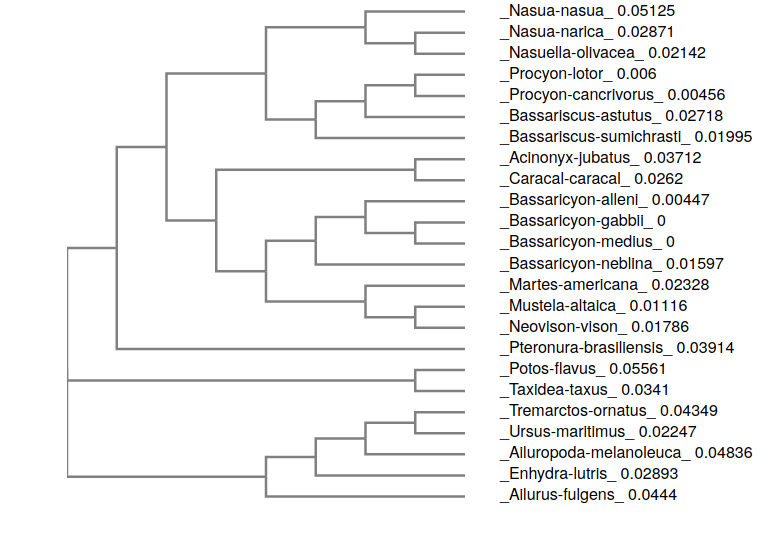 _Nasua-nasua_ 0.05125
_Nasua-narica_ 0.02871
_Nasuella-olivacea_ 0.02142
_Procyon-lotor_ 0.006
_Procyon-cancrivorus_ 0.00456
_Bassariscus-astutus_ 0.02718
_Bassariscus-sumichrasti_ 0.01995
_Acinonyx-jubatus_ 0.03712
_Caracal-caracal_ 0.0262
_Bassaricyon-alleni_ 0.00447
_Bassaricyon-gabbii_ 0
_Bassaricyon-medius_ 0
_Bassaricyon-neblina_ 0.01597
_Martes-americana_ 0.02328
_Mustela-altaica_ 0.01116
_Neovison-vison_ 0.01786
_Pteronura-brasiliensis_ 0.03914
_Potos-flavus_ 0.05561
_Taxidea-taxus_ 0.0341
_Tremarctos-ornatus_ 0.04349
_Ursus-maritimus_ 0.02247
_Ailuropoda-melanoleuca_ 0.04836
_Enhydra-lutris_ 0.02893
_Ailurus-fulgens_ 0.0444